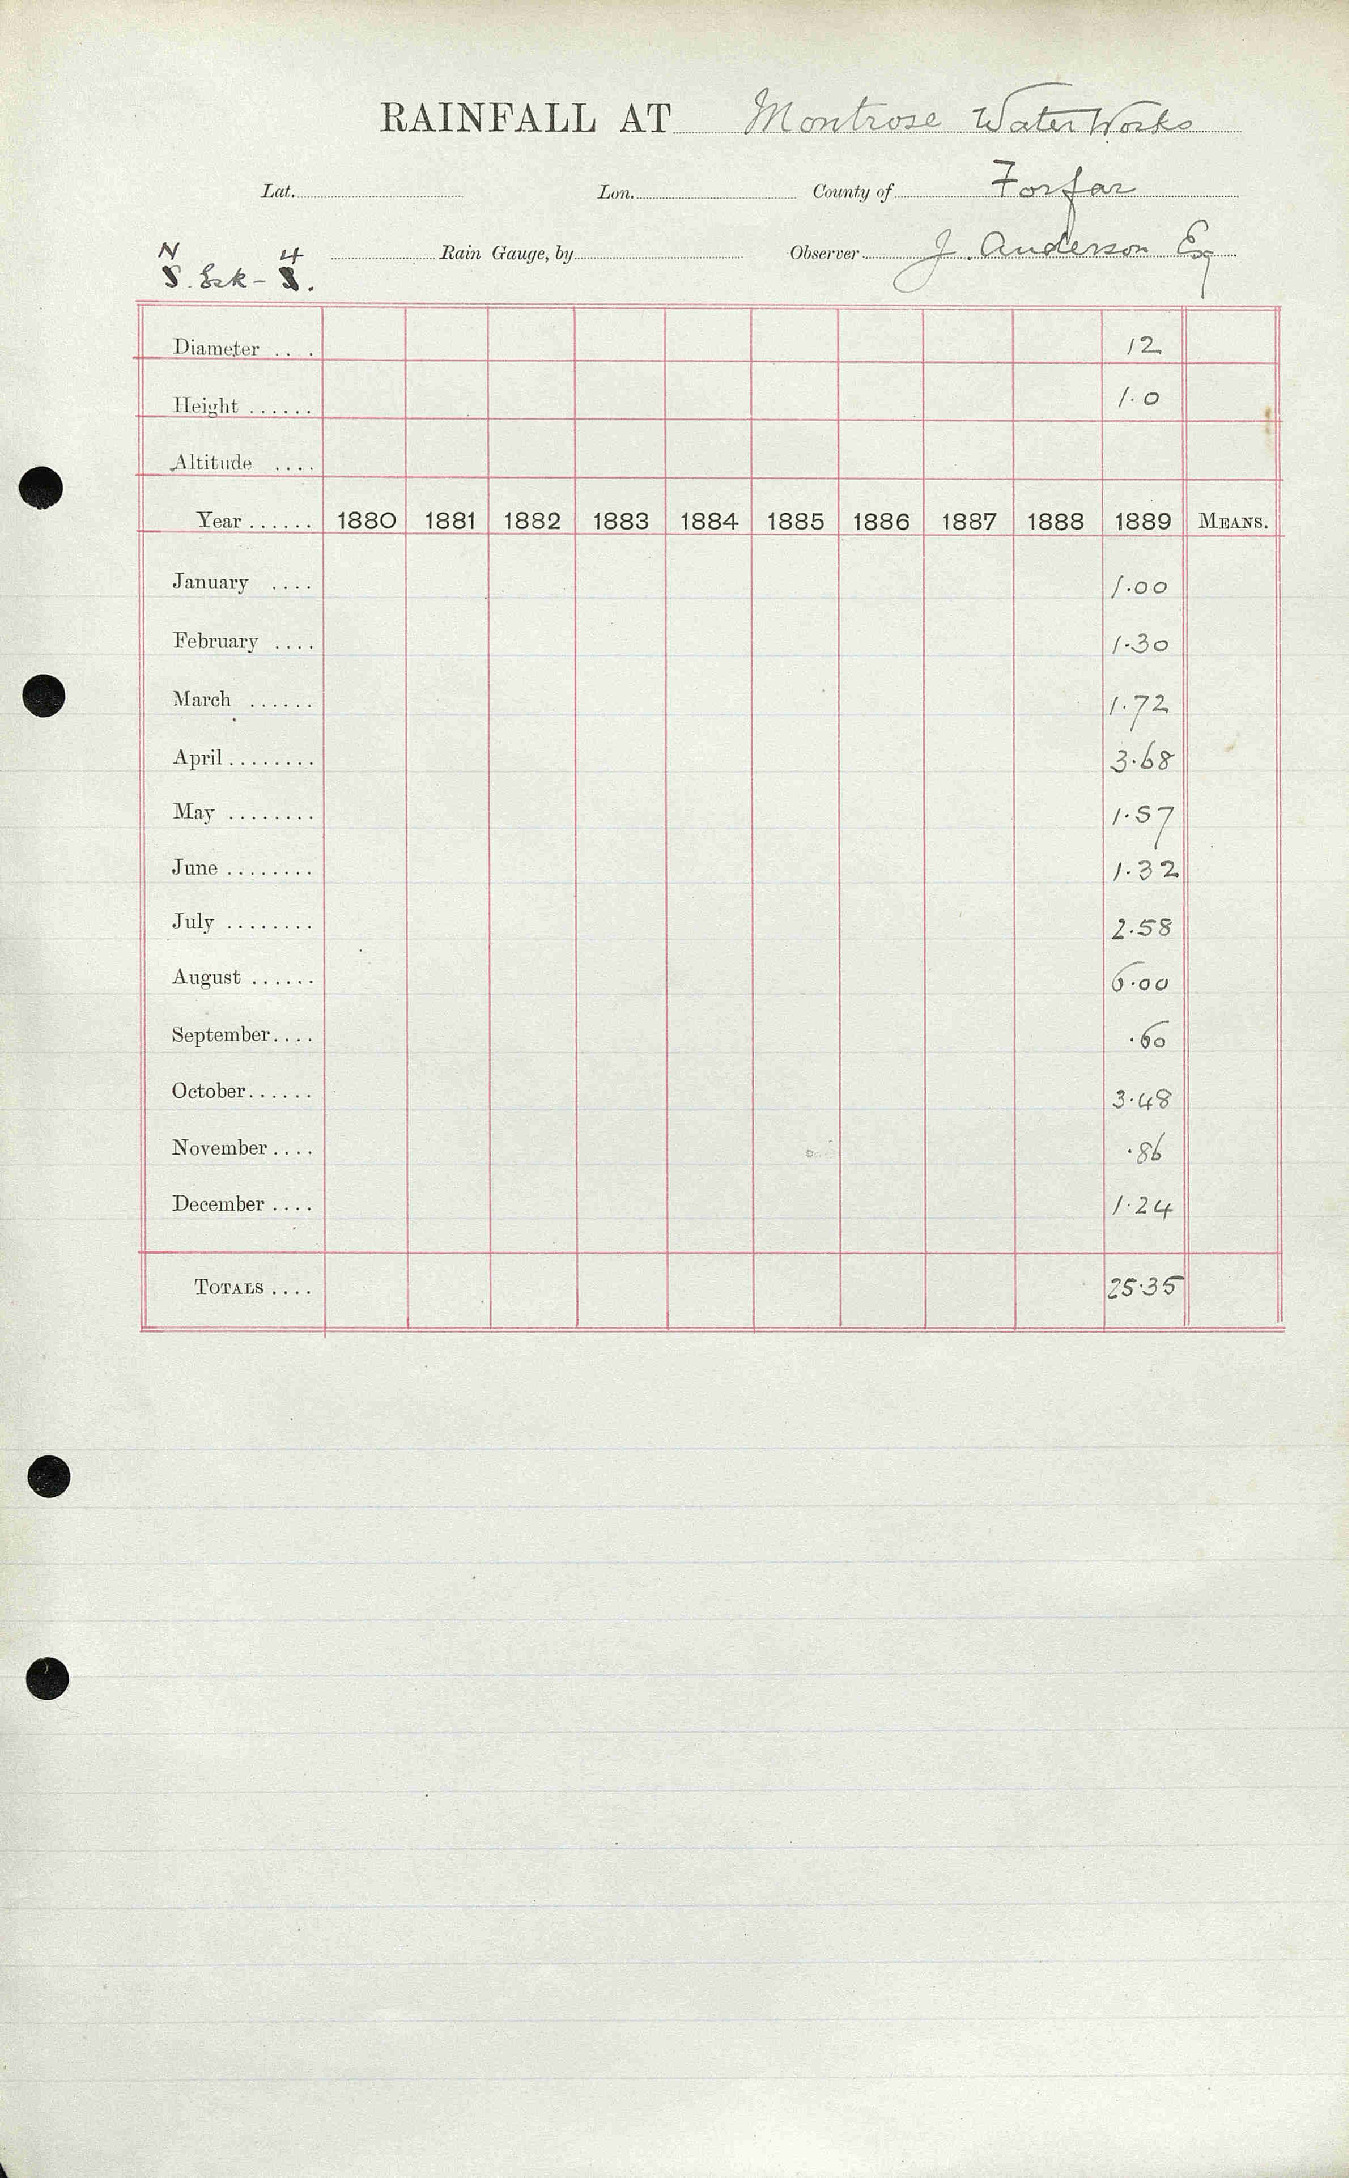 RAINFALL AT Montrose Water Works
Lat. Lon. County of Forfar
N 4 Rain Gauge, by Observer J. Anderson Esq
S. Esk - S.
Diameter .. . 12
Height ...... 1.0
Altitude ....
Year ...... 1880 1881 1882 1883 1884 1885 1886 1887 1888 1889 MEANS.
January .... 1.00
February .... 1.30
March ...... 1.72
April ........ 3.68
May ........ 1.57
June ........ 1.32
July ........ 2.58
August ...... 6.00
September.... .60
October...... 3.48
November .... .86
December .... 1.24
TOTALS .... 25.35